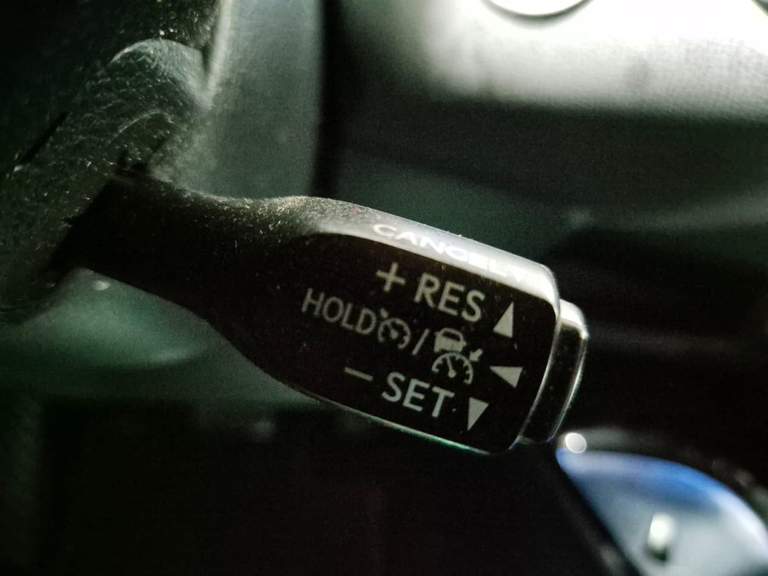 CANCEL
+ RES ▲
HOLD / ◀
– SET ▼